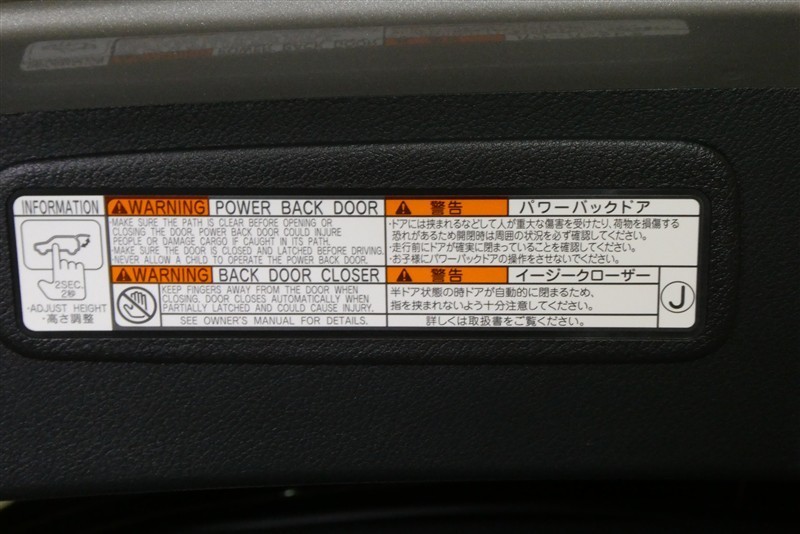 INFORMATION
2SEC.
2秒
・ADJUST HEIGHT
・高さ調整
WARNING POWER BACK DOOR
・MAKE SURE THE PATH IS CLEAR BEFORE OPENING OR
CLOSING THE DOOR. POWER BACK DOOR COULD INJURE
PEOPLE OR DAMAGE CARGO IF CAUGHT IN ITS PATH.
・MAKE SURE THE DOOR IS CLOSED AND LATCHED BEFORE DRIVING.
・NEVER ALLOW A CHILD TO OPERATE THE POWER BACK DOOR.
WARNING BACK DOOR CLOSER
KEEP FINGERS AWAY FROM THE DOOR WHEN
CLOSING. DOOR CLOSES AUTOMATICALLY WHEN
PARTIALLY LATCHED AND COULD CAUSE INJURY.
SEE OWNER'S MANUAL FOR DETAILS.
警告 パワーバックドア
・ドアには挟まれるなどして人が重大な傷害を受けたり、荷物を損傷する
恐れがあるため開閉時は周囲の状況を必ず確認してください。
・走行前にドアが確実に閉まっていることを確認してください。
・お子様にパワーバックドアの操作をさせないでください。
警告 イージークローザー
半ドア状態の時ドアが自動的に閉まるため、
指を挟まれないよう十分注意してください。
詳しくは取扱書をご覧ください。
J